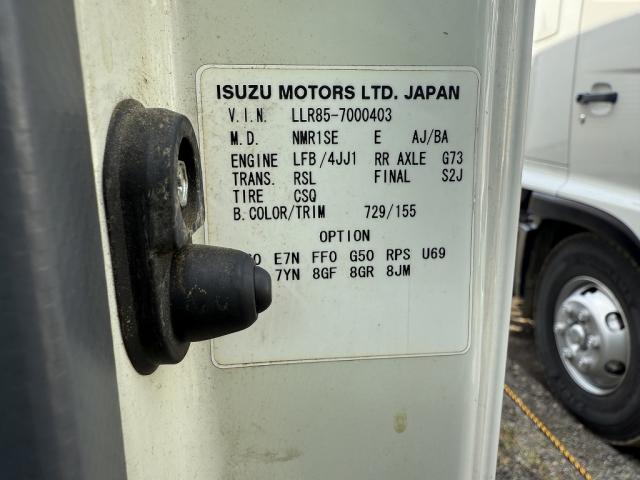 ISUZU MOTORS LTD. JAPAN
V.I.N. LLR85-7000403
M.D. NMR1SE E AJ/BA
ENGINE LFB/4JJ1 RR AXLE G73
TRANS. RSL FINAL S2J
TIRE CSQ
B.COLOR/TRIM 729/155
OPTION
E7N FF0 G50 RPS U69
7YN 8GF 8GR 8JM